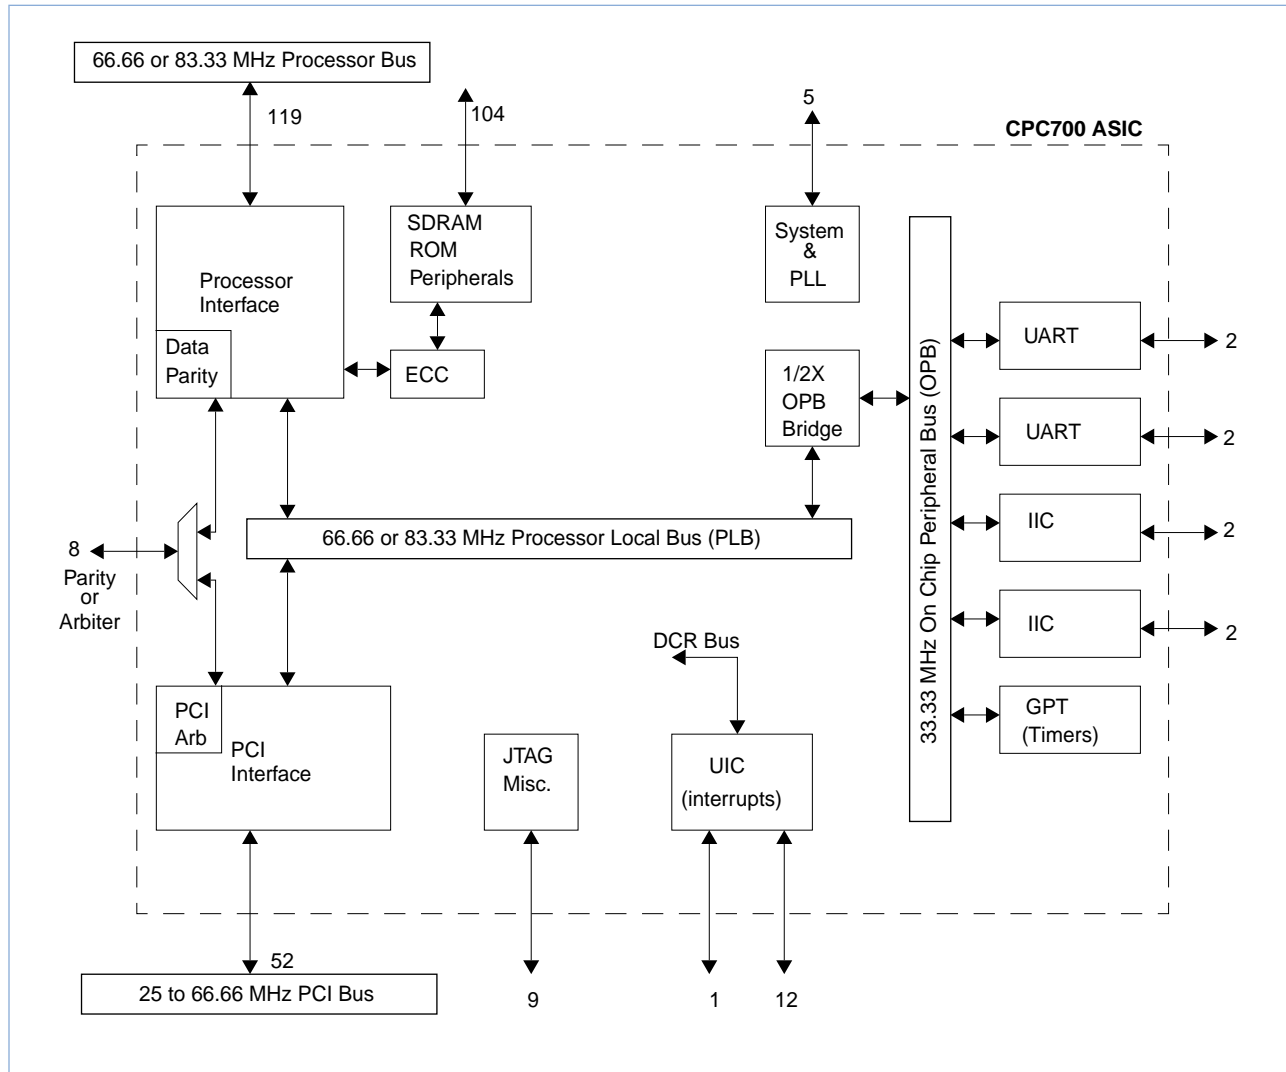 66.66 or 83.33 MHz Processor Bus
119
104
5
CPC700 ASIC
Processor
Interface
Data
Parity
SDRAM
ROM
Peripherals
ECC
System
&
PLL
1/2X
OPB
Bridge
33.33 MHz On Chip Peripheral Bus (OPB)
UART
2
UART
2
IIC
2
IIC
2
GPT
(Timers)
66.66 or 83.33 MHz Processor Local Bus (PLB)
8
Parity
or
Arbiter
DCR Bus
PCI
Arb
PCI
Interface
JTAG
Misc.
UIC
(interrupts)
52
25 to 66.66 MHz PCI Bus
9
1
12